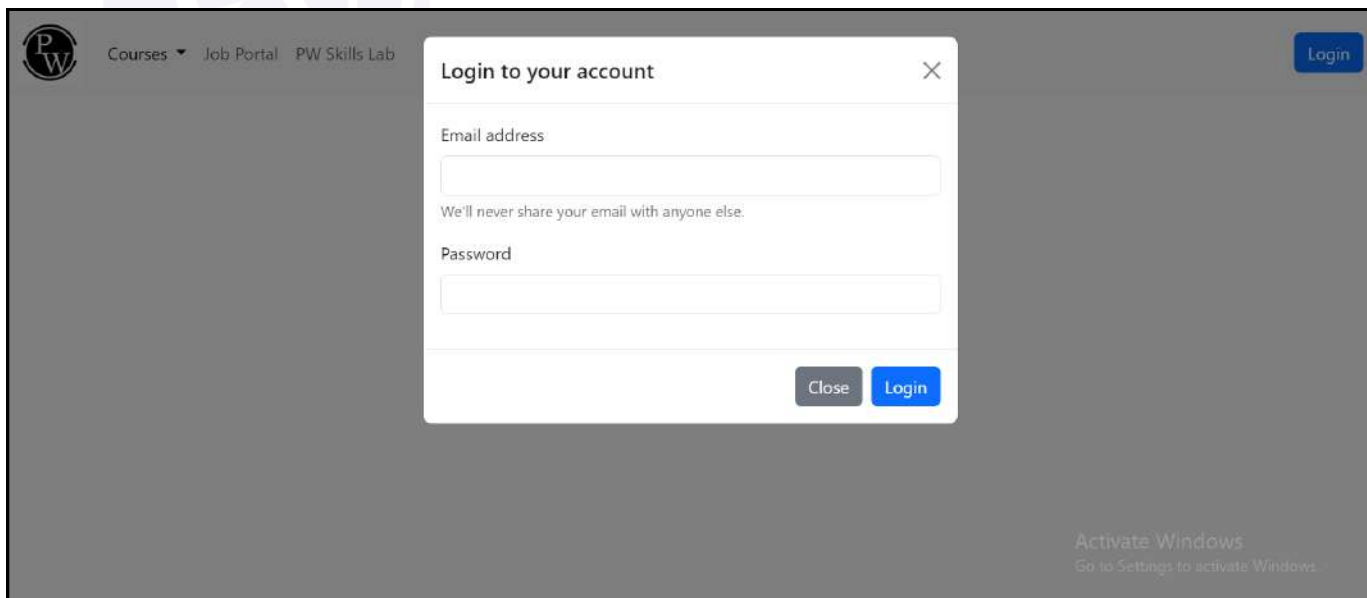 PW
Courses Job Portal PW Skills Lab
Login
Login to your account
Email address
We'll never share your email with anyone else.
Password
Close Login
Activate Windows
Go to Settings to activate Windows.